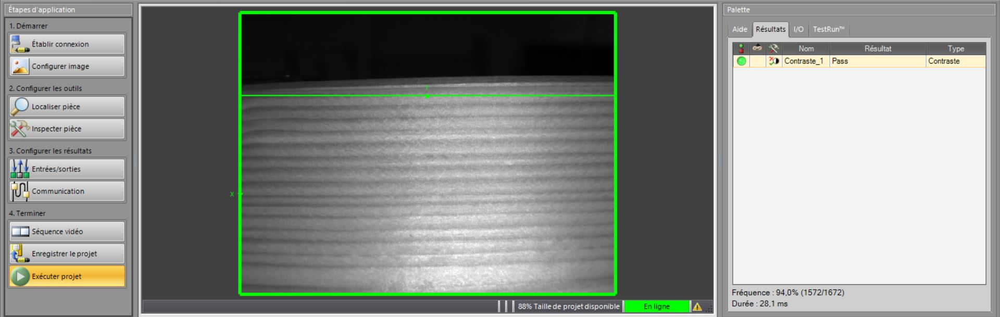 Étapes d'application
1. Démarrer
Établir connexion
Configurer image
2. Configurer les outils
Localiser pièce
Inspecter pièce
3. Configurer les résultats
Entrées/sorties
Communication
4. Terminer
Séquence vidéo
Enregistrer le projet
Exécuter projet
Y
X
88% Taille de projet disponible
En ligne
Palette
Aide Résultats I/O TestRun™
Nom Résultat Type
Contraste_1 Pass Contraste
Fréquence : 94,0% (1572/1672)
Durée : 28,1 ms